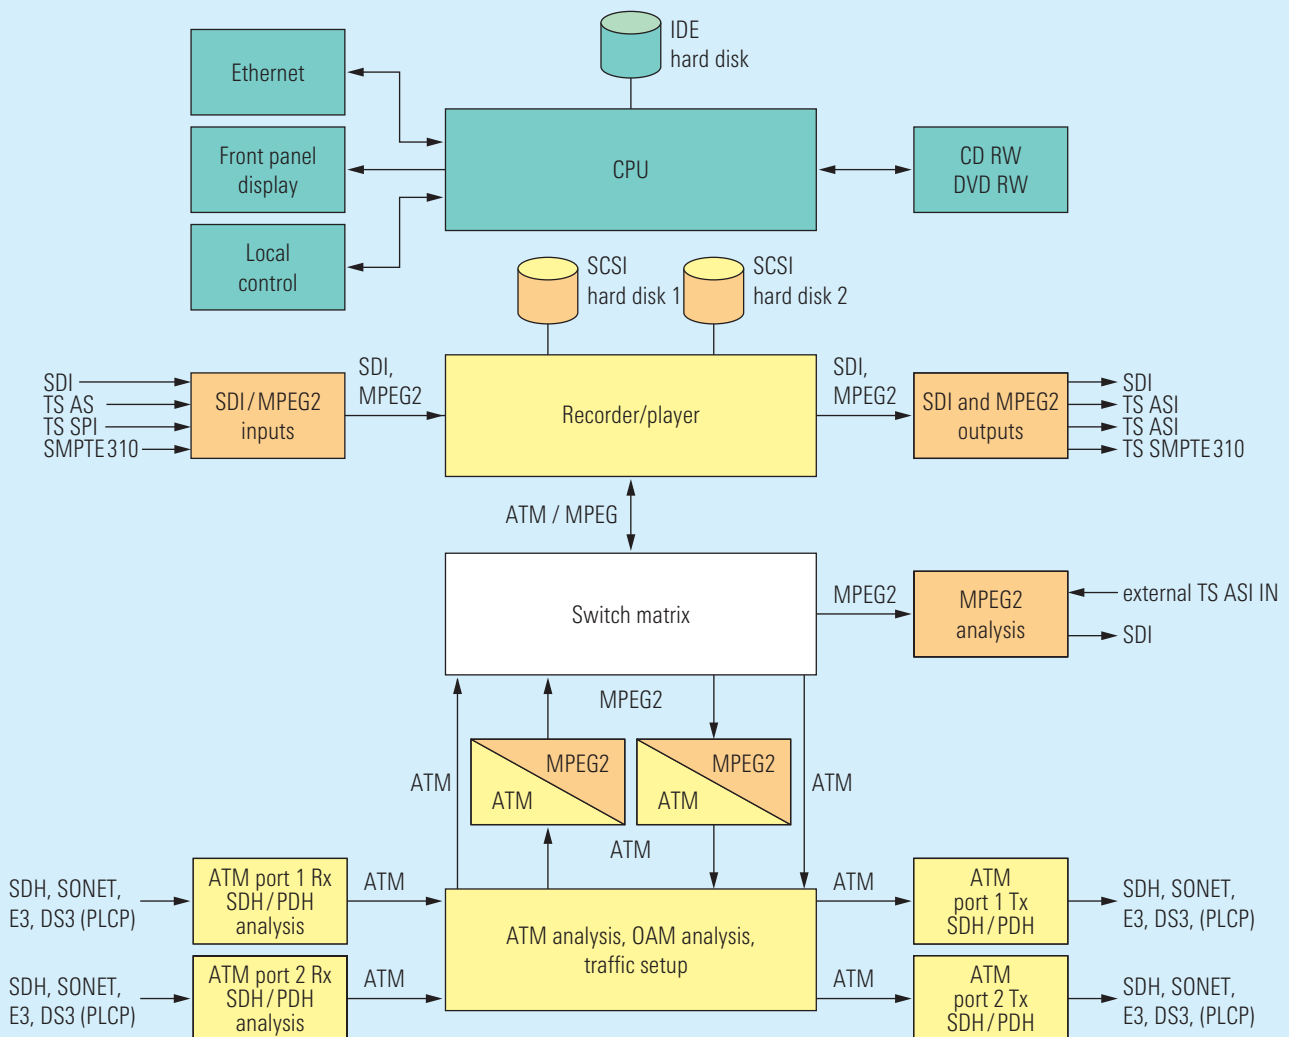 IDE
hard disk
Ethernet
Front panel
display
CPU
CD RW
DVD RW
Local
control
SCSI
hard disk 1
SCSI
hard disk 2
SDI
TS AS
TS SPI
SMPTE310
SDI/MPEG2
inputs
SDI,
MPEG2
Recorder/player
SDI,
MPEG2
SDI and MPEG2
outputs
SDI
TS ASI
TS ASI
TS SMPTE310
ATM / MPEG
Switch matrix
MPEG2
MPEG2
analysis
external TS ASI IN
SDI
MPEG2
ATM
MPEG2
ATM
MPEG2
ATM
ATM
ATM
SDH, SONET,
E3, DS3 (PLCP)
ATM port 1 Rx
SDH/PDH
analysis
ATM
ATM analysis, OAM analysis,
traffic setup
ATM
ATM
port 1 Tx
SDH/PDH
SDH, SONET,
E3, DS3, (PLCP)
SDH, SONET,
E3, DS3 (PLCP)
ATM port 2 Rx
SDH/PDH
analysis
ATM
ATM
ATM
port 2 Tx
SDH/PDH
SDH, SONET,
E3, DS3, (PLCP)